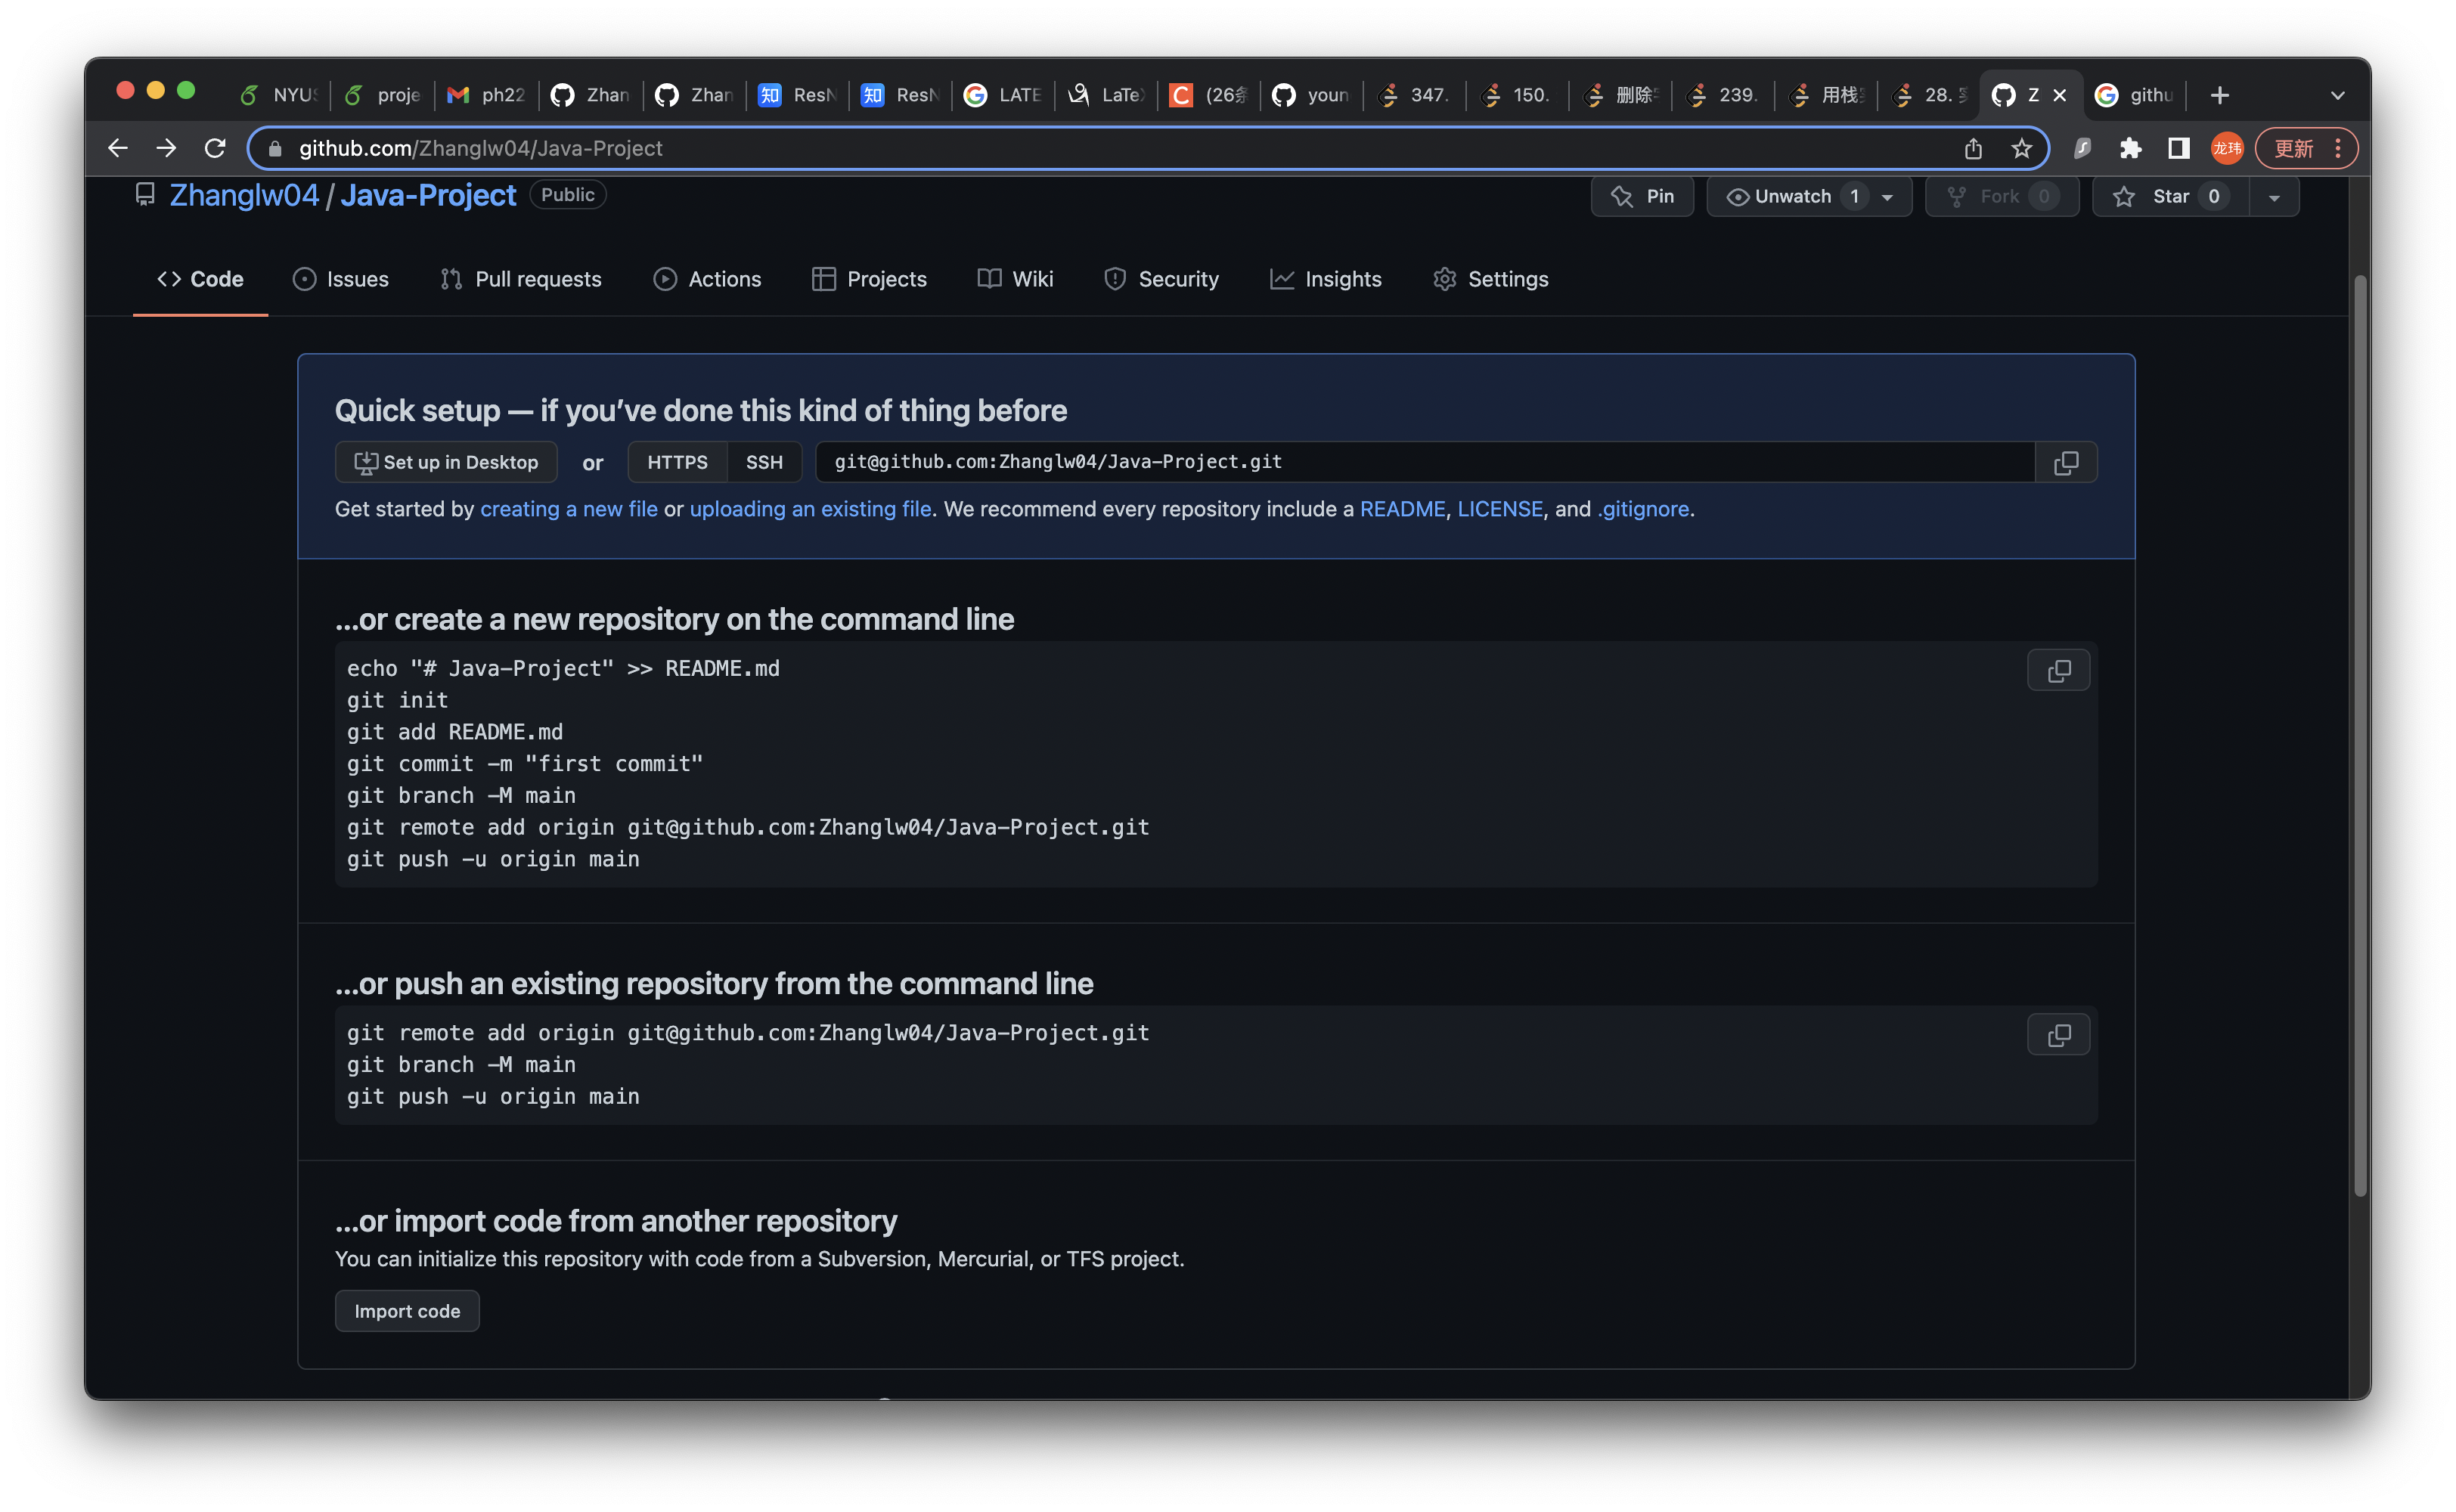 NYUS proje ph22 Zhan Zhan 知 ResN 知 ResN LATE LaTeX C (26条 youn 347. 150. 删除 239. 用栈 28. Z githu
github.com/Zhanglw04/Java-Project 龙玮 更新
Zhanglw04/Java-Project Public Pin Unwatch 1 Fork 0 Star 0
Code Issues Pull requests Actions Projects Wiki Security Insights Settings
Quick setup — if you’ve done this kind of thing before
Set up in Desktop or HTTPS SSH git@github.com:Zhanglw04/Java-Project.git
Get started by creating a new file or uploading an existing file. We recommend every repository include a README, LICENSE, and .gitignore.
…or create a new repository on the command line
echo "# Java-Project" >> README.md
git init
git add README.md
git commit -m "first commit"
git branch -M main
git remote add origin git@github.com:Zhanglw04/Java-Project.git
git push -u origin main
…or push an existing repository from the command line
git remote add origin git@github.com:Zhanglw04/Java-Project.git
git branch -M main
git push -u origin main
…or import code from another repository
You can initialize this repository with code from a Subversion, Mercurial, or TFS project.
Import code